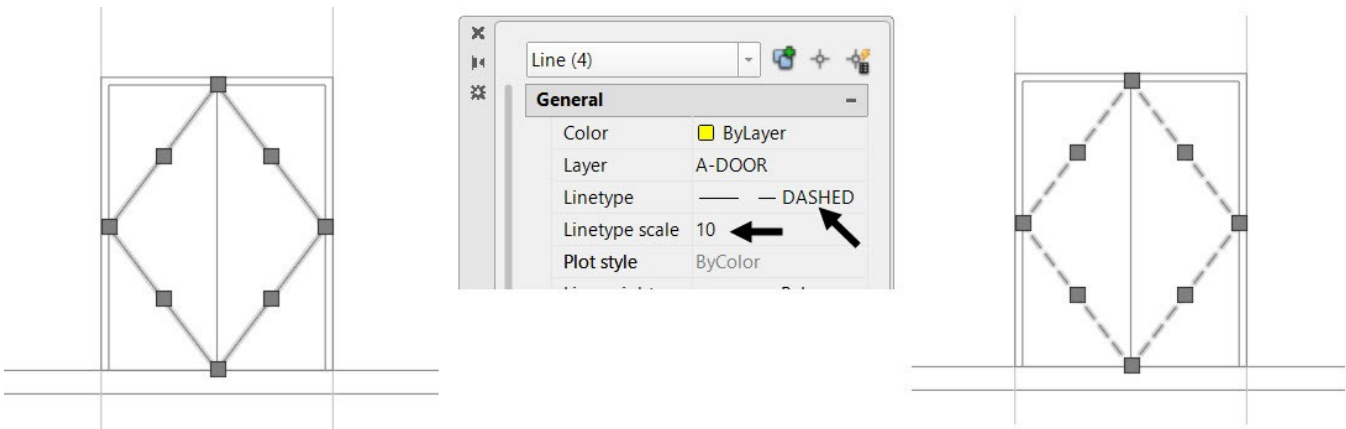 Line (4)
General
Color ByLayer
Layer A-DOOR
Linetype DASHED
Linetype scale 10
Plot style ByColor